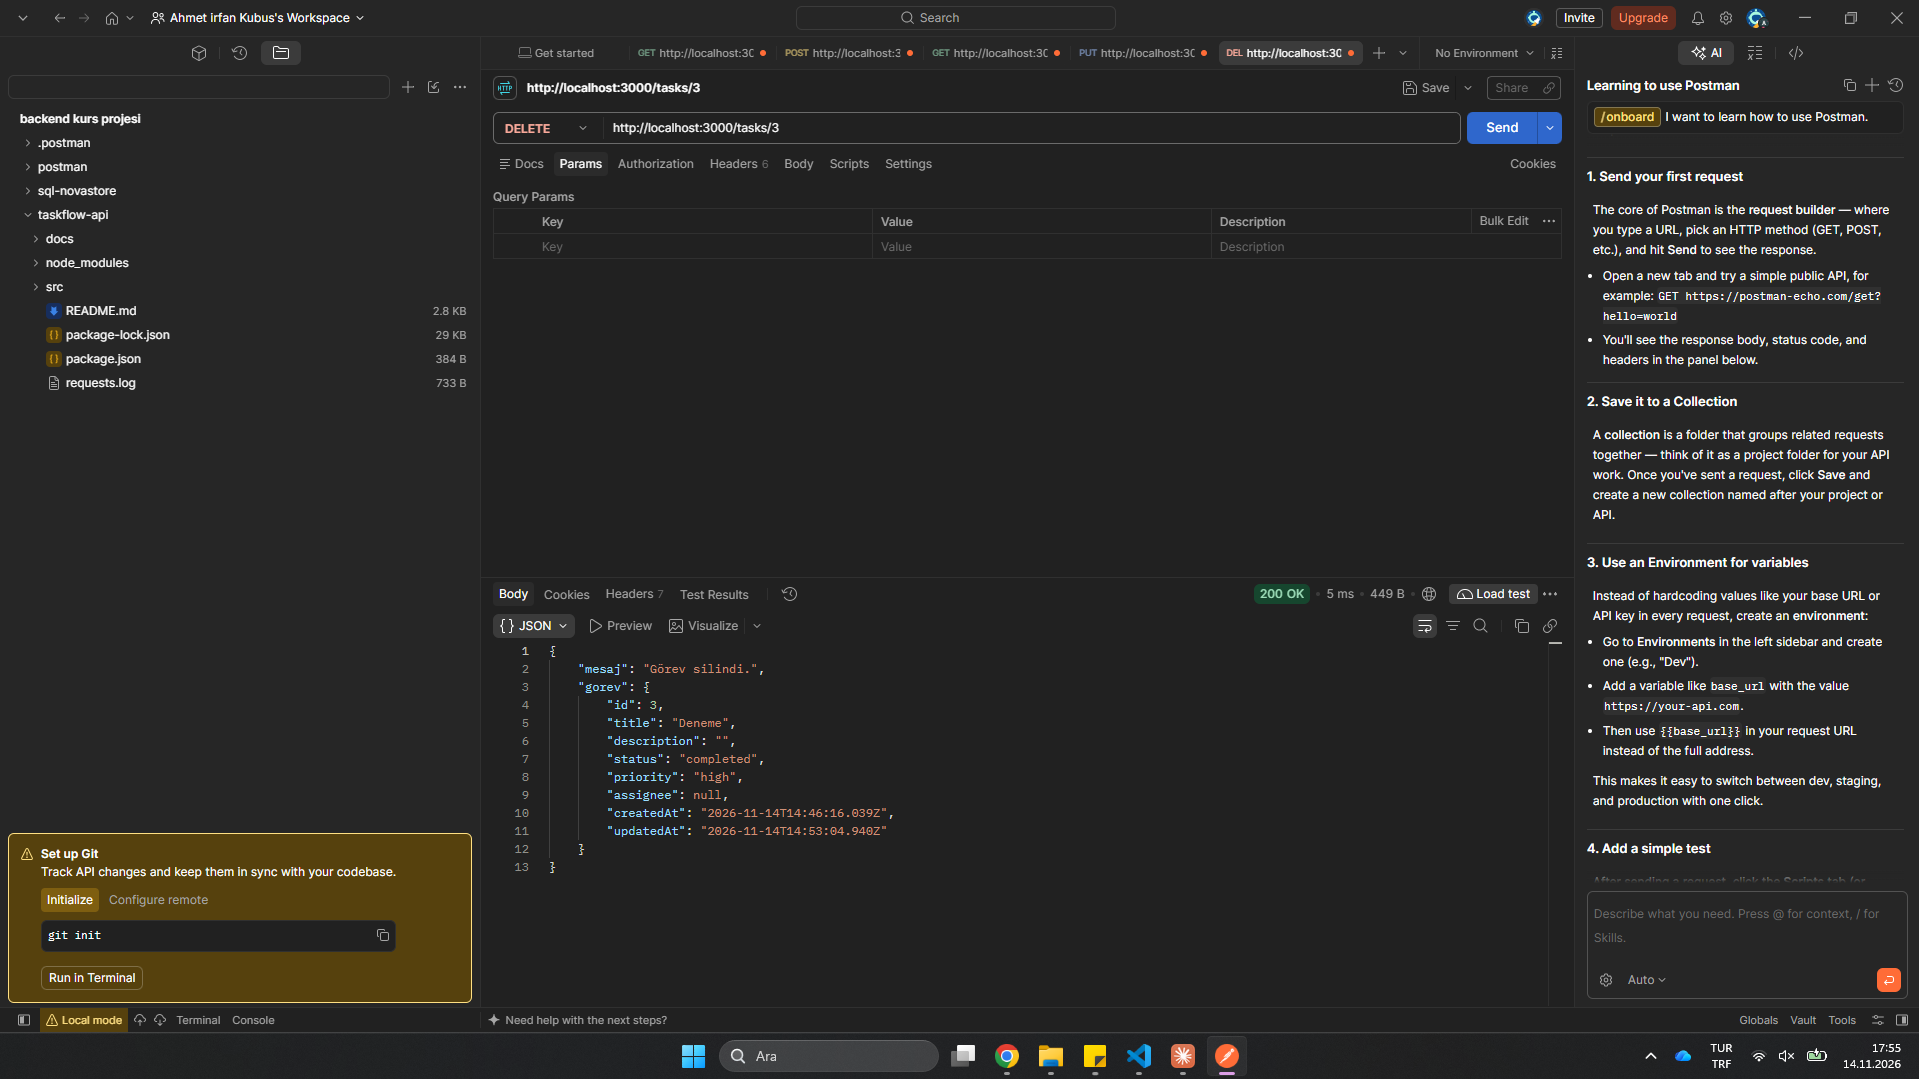 Ahmet irfan Kubus's Workspace
Search
Invite
Upgrade
Get started
GET http://localhost:30
POST http://localhost:3
GET http://localhost:30
PUT http://localhost:30
DEL http://localhost:30
No Environment
AI
backend kurs projesi
.postman
postman
sql-novastore
taskflow-api
docs
node_modules
src
README.md 2.8 KB
package-lock.json 29 KB
package.json 384 B
requests.log 733 B
Set up Git
Track API changes and keep them in sync with your codebase.
Initialize Configure remote
git init
Run in Terminal
HTTP http://localhost:3000/tasks/3
Save
Share
DELETE http://localhost:3000/tasks/3
Send
Docs Params Authorization Headers 6 Body Scripts Settings
Cookies
Query Params
Key Value Description Bulk Edit
Key Value Description
Body Cookies Headers 7 Test Results
200 OK • 5 ms • 449 B
Load test
{} JSON Preview Visualize
1 {
2 "mesaj": "Görev silindi.",
3 "gorev": {
4 "id": 3,
5 "title": "Deneme",
6 "description": "",
7 "status": "completed",
8 "priority": "high",
9 "assignee": null,
10 "createdAt": "2026-11-14T14:46:16.039Z",
11 "updatedAt": "2026-11-14T14:53:04.940Z"
12 }
13 }
Learning to use Postman
/onboard I want to learn how to use Postman.
1. Send your first request
The core of Postman is the request builder — where
you type a URL, pick an HTTP method (GET, POST,
etc.), and hit Send to see the response.
• Open a new tab and try a simple public API, for
example: GET https://postman-echo.com/get?
hello=world
• You'll see the response body, status code, and
headers in the panel below.
2. Save it to a Collection
A collection is a folder that groups related requests
together — think of it as a project folder for your API
work. Once you've sent a request, click Save and
create a new collection named after your project or
API.
3. Use an Environment for variables
Instead of hardcoding values like your base URL or
API key in every request, create an environment:
• Go to Environments in the left sidebar and create
one (e.g., "Dev").
• Add a variable like base_url with the value
https://your-api.com.
• Then use {{base_url}} in your request URL
instead of the full address.
This makes it easy to switch between dev, staging,
and production with one click.
4. Add a simple test
After sending a request, click the Scripts tab (or
Describe what you need. Press @ for context, / for
Skills.
Auto
Local mode
Terminal Console
Need help with the next steps?
Globals Vault Tools
Ara
TUR
TRF
17:55
14.11.2026